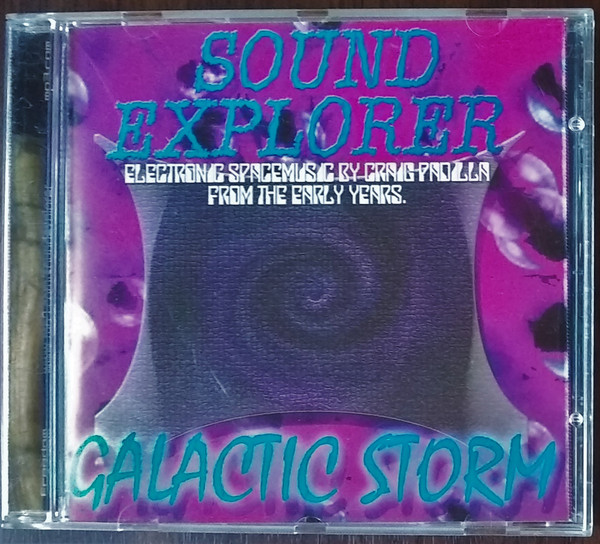 SOUND
EXPLORER
ELECTRONIC SPACEMUSIC BY CRAIG PADILLA
FROM THE EARLY YEARS.
GALACTIC STORM